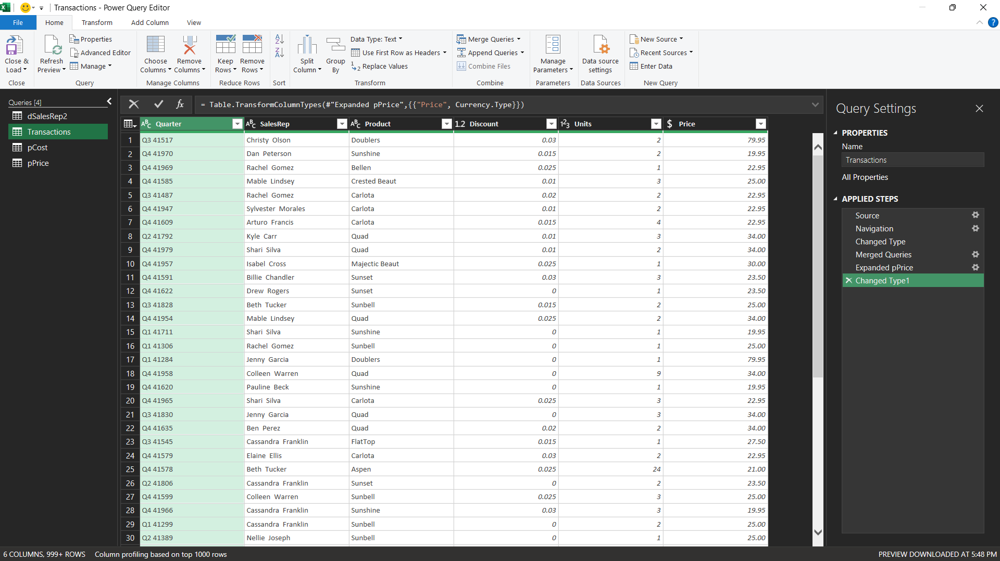 Transactions - Power Query Editor
File Home Transform Add Column View
Close & Load
Close
Refresh Preview
Properties
Advanced Editor
Manage
Query
Choose Columns
Remove Columns
Manage Columns
Keep Rows
Remove Rows
Reduce Rows
A Z
Z A
Sort
Split Column
Group By
Data Type: Text
Use First Row as Headers
1 2 Replace Values
Transform
Merge Queries
Append Queries
Combine Files
Combine
Manage Parameters
Parameters
Data source settings
Data Sources
New Source
Recent Sources
Enter Data
New Query
?
Queries [4]
dSalesRep2
Transactions
pCost
pPrice
fx = Table.TransformColumnTypes(#"Expanded pPrice",{{"Price", Currency.Type}})
ABC Quarter ABC SalesRep ABC Product 1.2 Discount 123 Units $ Price
1 Q3 41517 Christy Olson Doublers 0.03 2 79.95
2 Q4 41970 Dan Peterson Sunshine 0.015 2 19.95
3 Q4 41969 Rachel Gomez Bellen 0.025 1 22.95
4 Q4 41585 Mable Lindsey Crested Beaut 0.01 3 25.00
5 Q3 41487 Rachel Gomez Carlota 0.02 2 22.95
6 Q4 41947 Sylvester Morales Carlota 0.01 2 22.95
7 Q4 41609 Arturo Francis Carlota 0.015 4 22.95
8 Q2 41792 Kyle Carr Quad 0.01 3 34.00
9 Q4 41979 Shari Silva Quad 0.01 2 34.00
10 Q4 41957 Isabel Cross Majectic Beaut 0.025 1 30.00
11 Q4 41591 Billie Chandler Sunset 0.03 3 23.50
12 Q4 41622 Drew Rogers Sunset 0 1 23.50
13 Q3 41828 Beth Tucker Sunbell 0.015 2 25.00
14 Q4 41954 Mable Lindsey Quad 0.025 2 34.00
15 Q1 41711 Shari Silva Sunshine 0 1 19.95
16 Q1 41306 Rachel Gomez Sunbell 0 1 25.00
17 Q1 41284 Jenny Garcia Doublers 0 1 79.95
18 Q4 41958 Colleen Warren Quad 0 9 34.00
19 Q4 41620 Pauline Beck Sunshine 0 1 19.95
20 Q4 41965 Shari Silva Carlota 0.025 3 22.95
21 Q3 41830 Jenny Garcia Quad 0 3 34.00
22 Q4 41635 Ben Perez Quad 0.02 2 34.00
23 Q3 41545 Cassandra Franklin FlatTop 0.015 1 27.50
24 Q4 41579 Elaine Ellis Carlota 0.03 2 22.95
25 Q4 41578 Beth Tucker Aspen 0.025 24 21.00
26 Q2 41806 Cassandra Franklin Sunset 0 2 23.50
27 Q4 41599 Colleen Warren Sunbell 0.025 3 25.00
28 Q4 41966 Cassandra Franklin Sunshine 0.03 3 19.95
29 Q1 41299 Cassandra Franklin Sunbell 0 2 25.00
30 Q2 41389 Nellie Joseph Sunbell 0 1 25.00
Query Settings
PROPERTIES
Name
Transactions
All Properties
APPLIED STEPS
Source
Navigation
Changed Type
Merged Queries
Expanded pPrice
Changed Type1
6 COLUMNS, 999+ ROWS Column profiling based on top 1000 rows
PREVIEW DOWNLOADED AT 5:48 PM